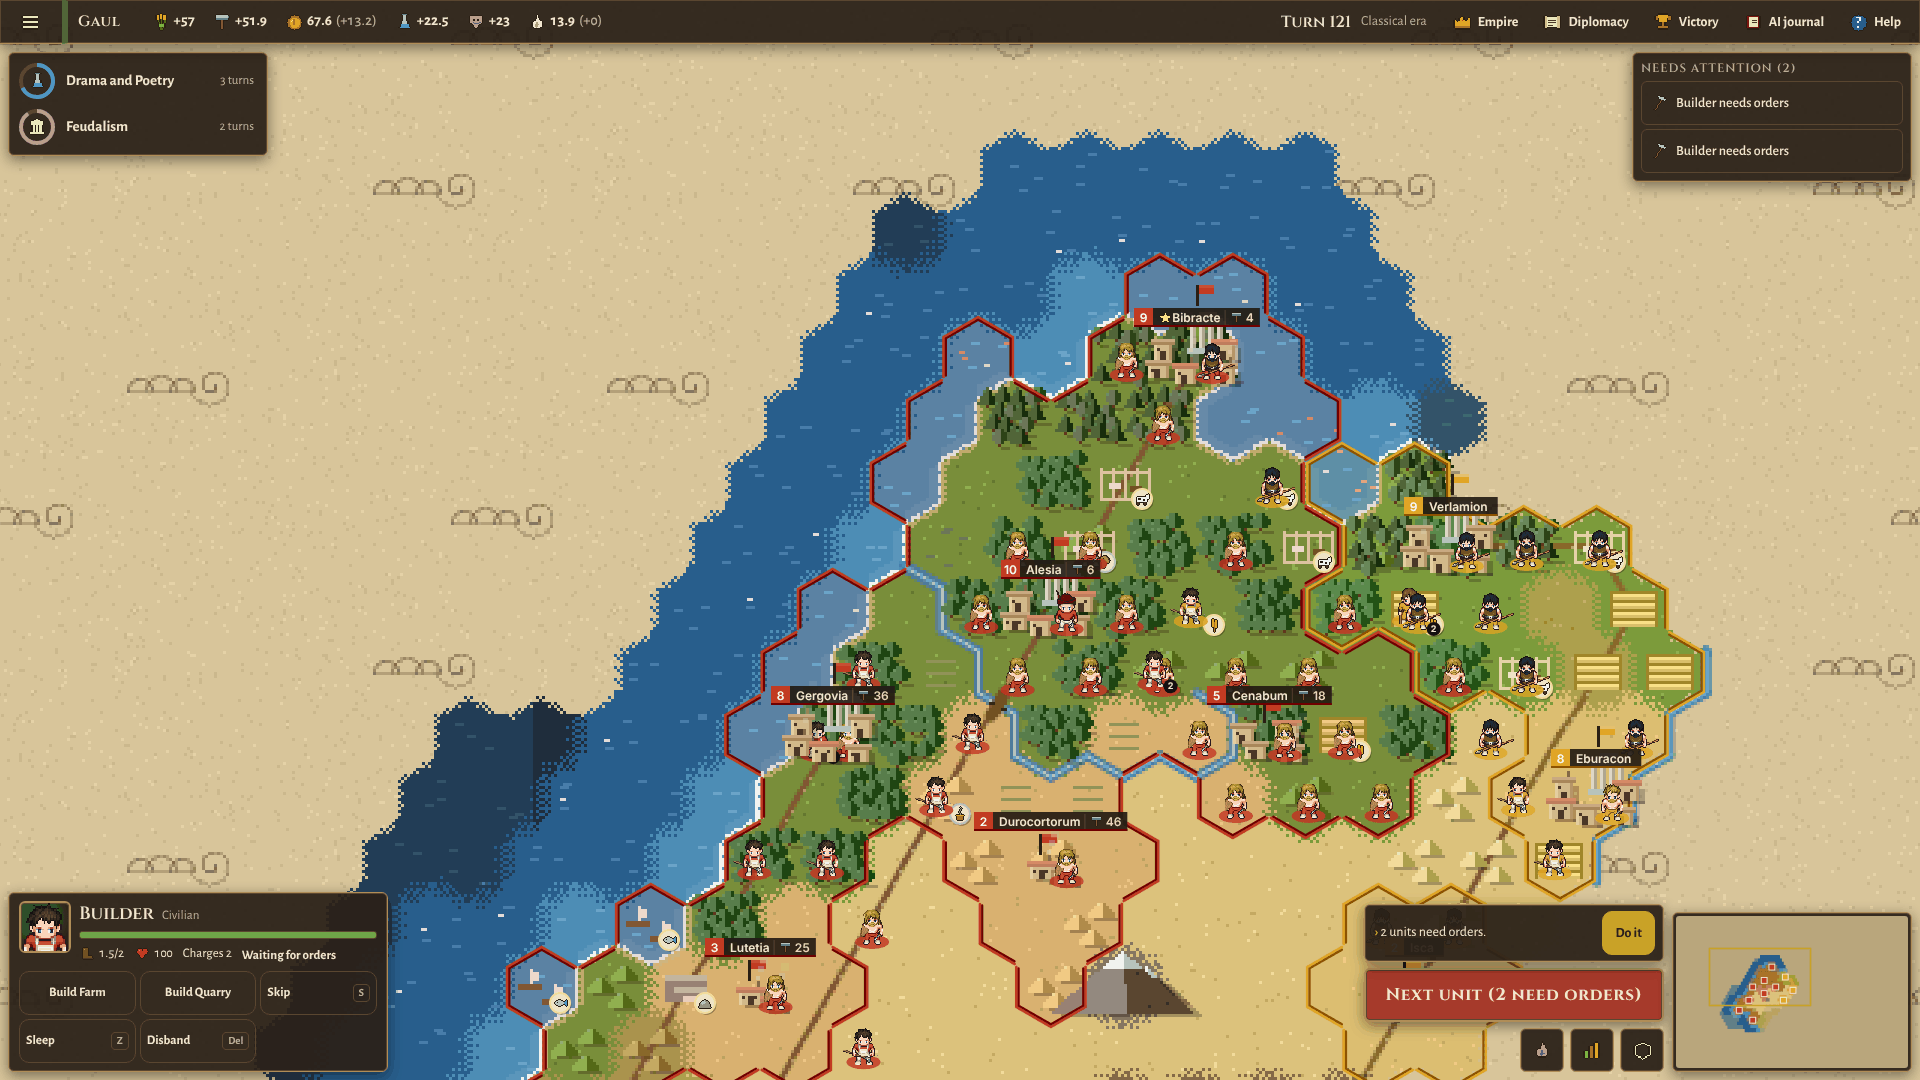 GAUL
+57
+51.9
67.6 (+13.2)
+22.5
+23
13.9 (+0)
TURN 121 Classical era
Empire
Diplomacy
Victory
AI journal
? Help
Drama and Poetry 3 turns
Feudalism 2 turns
NEEDS ATTENTION (2)
Builder needs orders
Builder needs orders
9 Bibracte 4
9 Verlamion
10 Alesia 6
2
2
8 Gergovia 36
5 Cenabum 18
8 Eburacon
2 Durocortorum 46
3 Lutetia 25
BUILDER Civilian
1.5/2 100 Charges 2 Waiting for orders
Build Farm
Build Quarry
Skip S
Sleep Z
Disband Del
2 units need orders.
Do it
NEXT UNIT (2 NEED ORDERS)